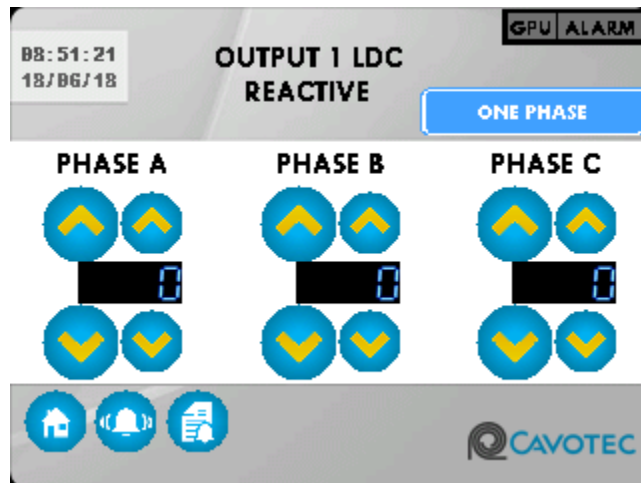 08:51:21
18/06/18
OUTPUT 1 LDC
REACTIVE
GPU ALARM
ONE PHASE
PHASE A PHASE B PHASE C
0 0 0
CAVOTEC